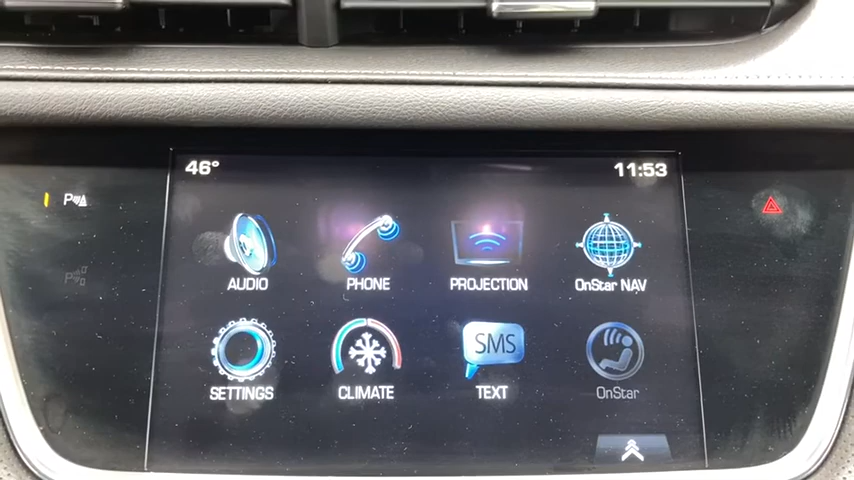 46° 11:53
P
P
AUDIO PHONE PROJECTION OnStar NAV
SMS
SETTINGS CLIMATE TEXT OnStar